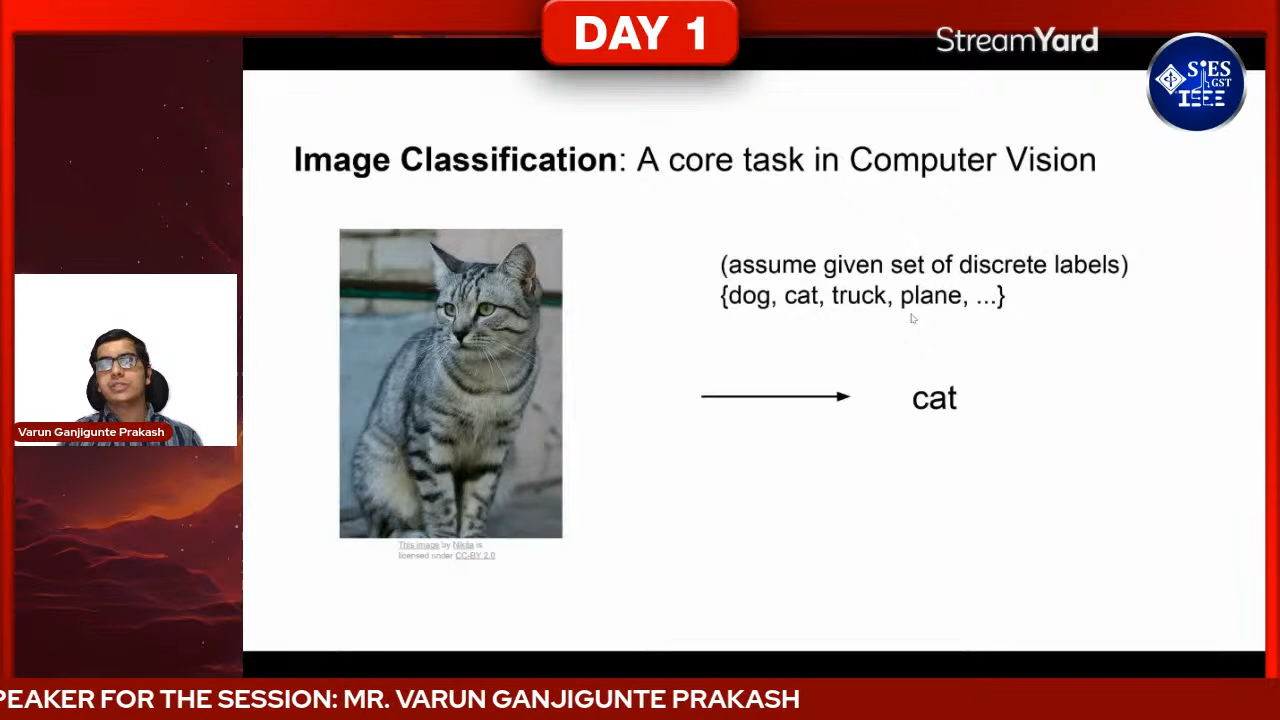 DAY 1
StreamYard
SIES
GST
IEEE
Image Classification: A core task in Computer Vision
(assume given set of discrete labels)
{dog, cat, truck, plane, ...}
cat
This image by Nikita is
licensed under CC-BY 2.0
Varun Ganjigunte Prakash
PEAKER FOR THE SESSION: MR. VARUN GANJIGUNTE PRAKASH